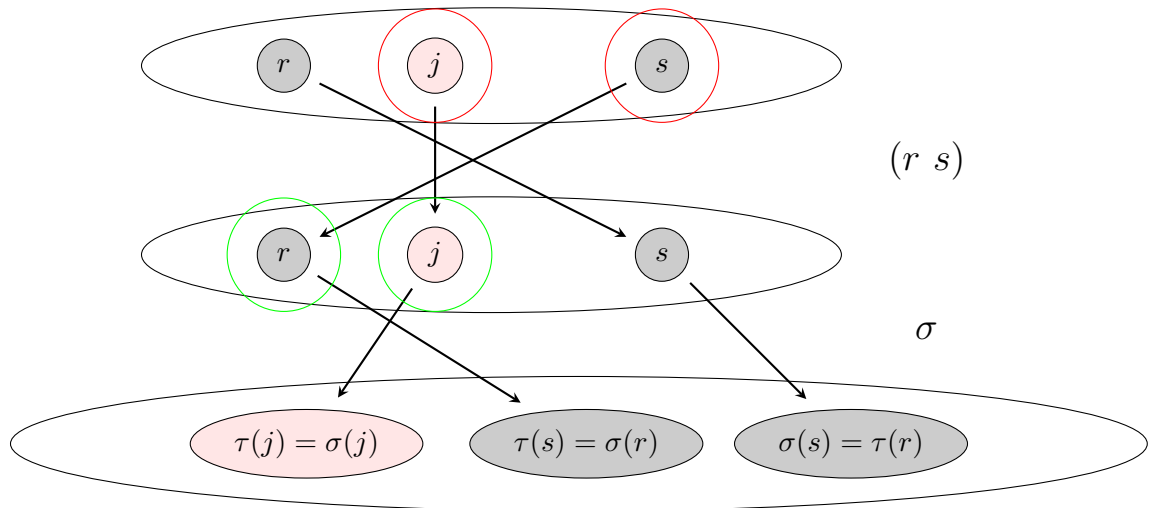 r j s
(r s)
r j s
σ
τ(j) = σ(j) τ(s) = σ(r) σ(s) = τ(r)